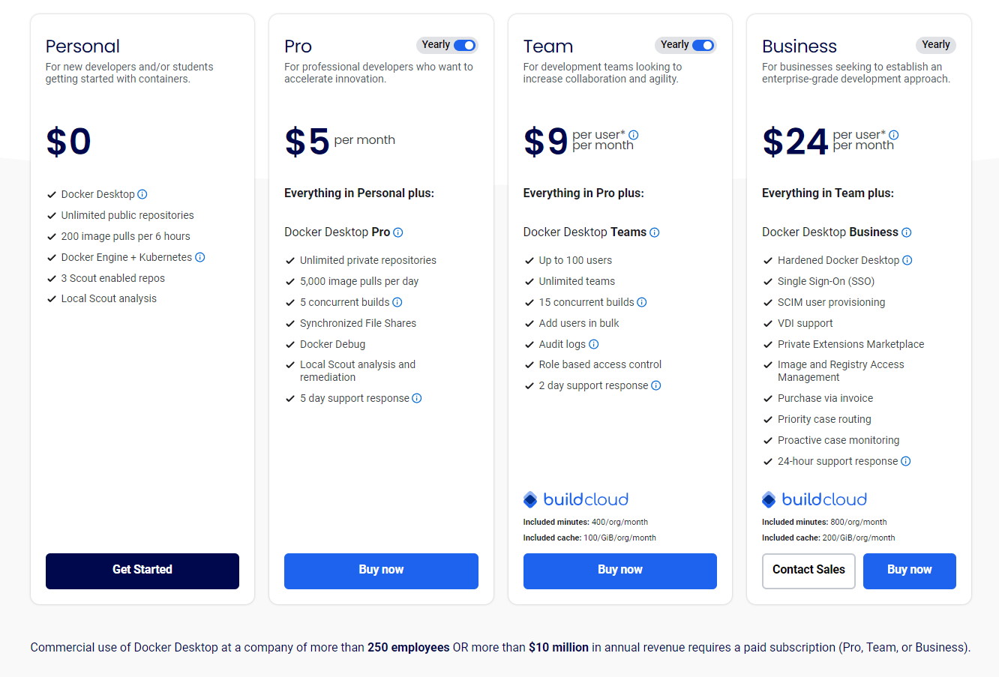 Personal
For new developers and/or students
getting started with containers.
$0
Docker Desktop
Unlimited public repositories
200 image pulls per 6 hours
Docker Engine + Kubernetes
3 Scout enabled repos
Local Scout analysis
Get Started
Pro
Yearly
For professional developers who want to
accelerate innovation.
$5 per month
Everything in Personal plus:
Docker Desktop Pro
Unlimited private repositories
5,000 image pulls per day
5 concurrent builds
Synchronized File Shares
Docker Debug
Local Scout analysis and
remediation
5 day support response
Buy now
Team
Yearly
For development teams looking to
increase collaboration and agility.
$9 per user*
per month
Everything in Pro plus:
Docker Desktop Teams
Up to 100 users
Unlimited teams
15 concurrent builds
Add users in bulk
Audit logs
Role based access control
2 day support response
buildcloud
Included minutes: 400/org/month
Included cache: 100/GiB/org/month
Buy now
Business
Yearly
For businesses seeking to establish an
enterprise-grade development approach.
$24 per user*
per month
Everything in Team plus:
Docker Desktop Business
Hardened Docker Desktop
Single Sign-On (SSO)
SCIM user provisioning
VDI support
Private Extensions Marketplace
Image and Registry Access
Management
Purchase via invoice
Priority case routing
Proactive case monitoring
24-hour support response
buildcloud
Included minutes: 800/org/month
Included cache: 200/GiB/org/month
Contact Sales
Buy now
Commercial use of Docker Desktop at a company of more than 250 employees OR more than $10 million in annual revenue requires a paid subscription (Pro, Team, or Business).